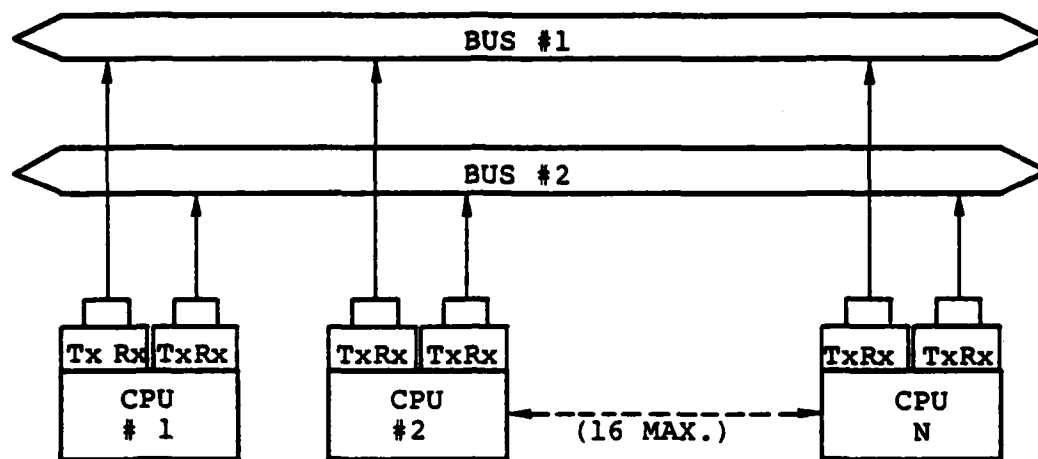 BUS #1
BUS #2
Tx Rx TxRx
TxRx TxRx
TxRx TxRx
CPU
# 1
CPU
#2
(16 MAX.)
CPU
N